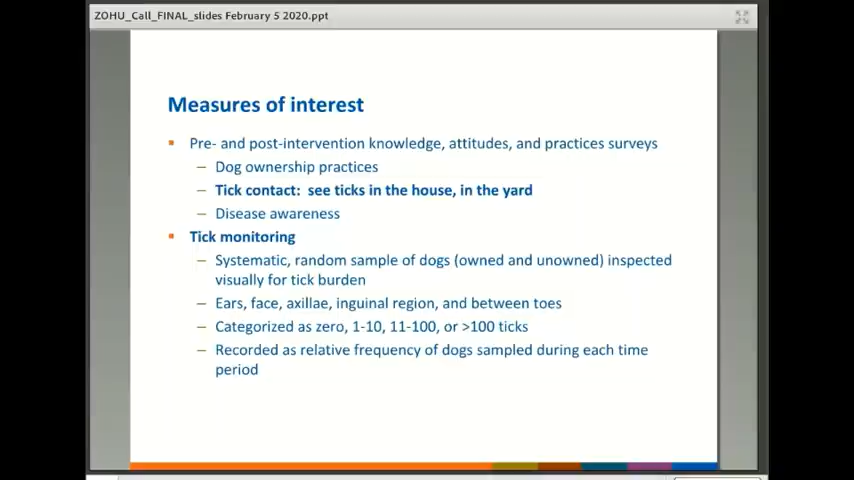 ZOHU_Call_FINAL_slides February 5 2020.ppt
Measures of interest
▪ Pre- and post-intervention knowledge, attitudes, and practices surveys
– Dog ownership practices
– Tick contact: see ticks in the house, in the yard
– Disease awareness
▪ Tick monitoring
– Systematic, random sample of dogs (owned and unowned) inspected
visually for tick burden
– Ears, face, axillae, inguinal region, and between toes
– Categorized as zero, 1-10, 11-100, or >100 ticks
– Recorded as relative frequency of dogs sampled during each time
period